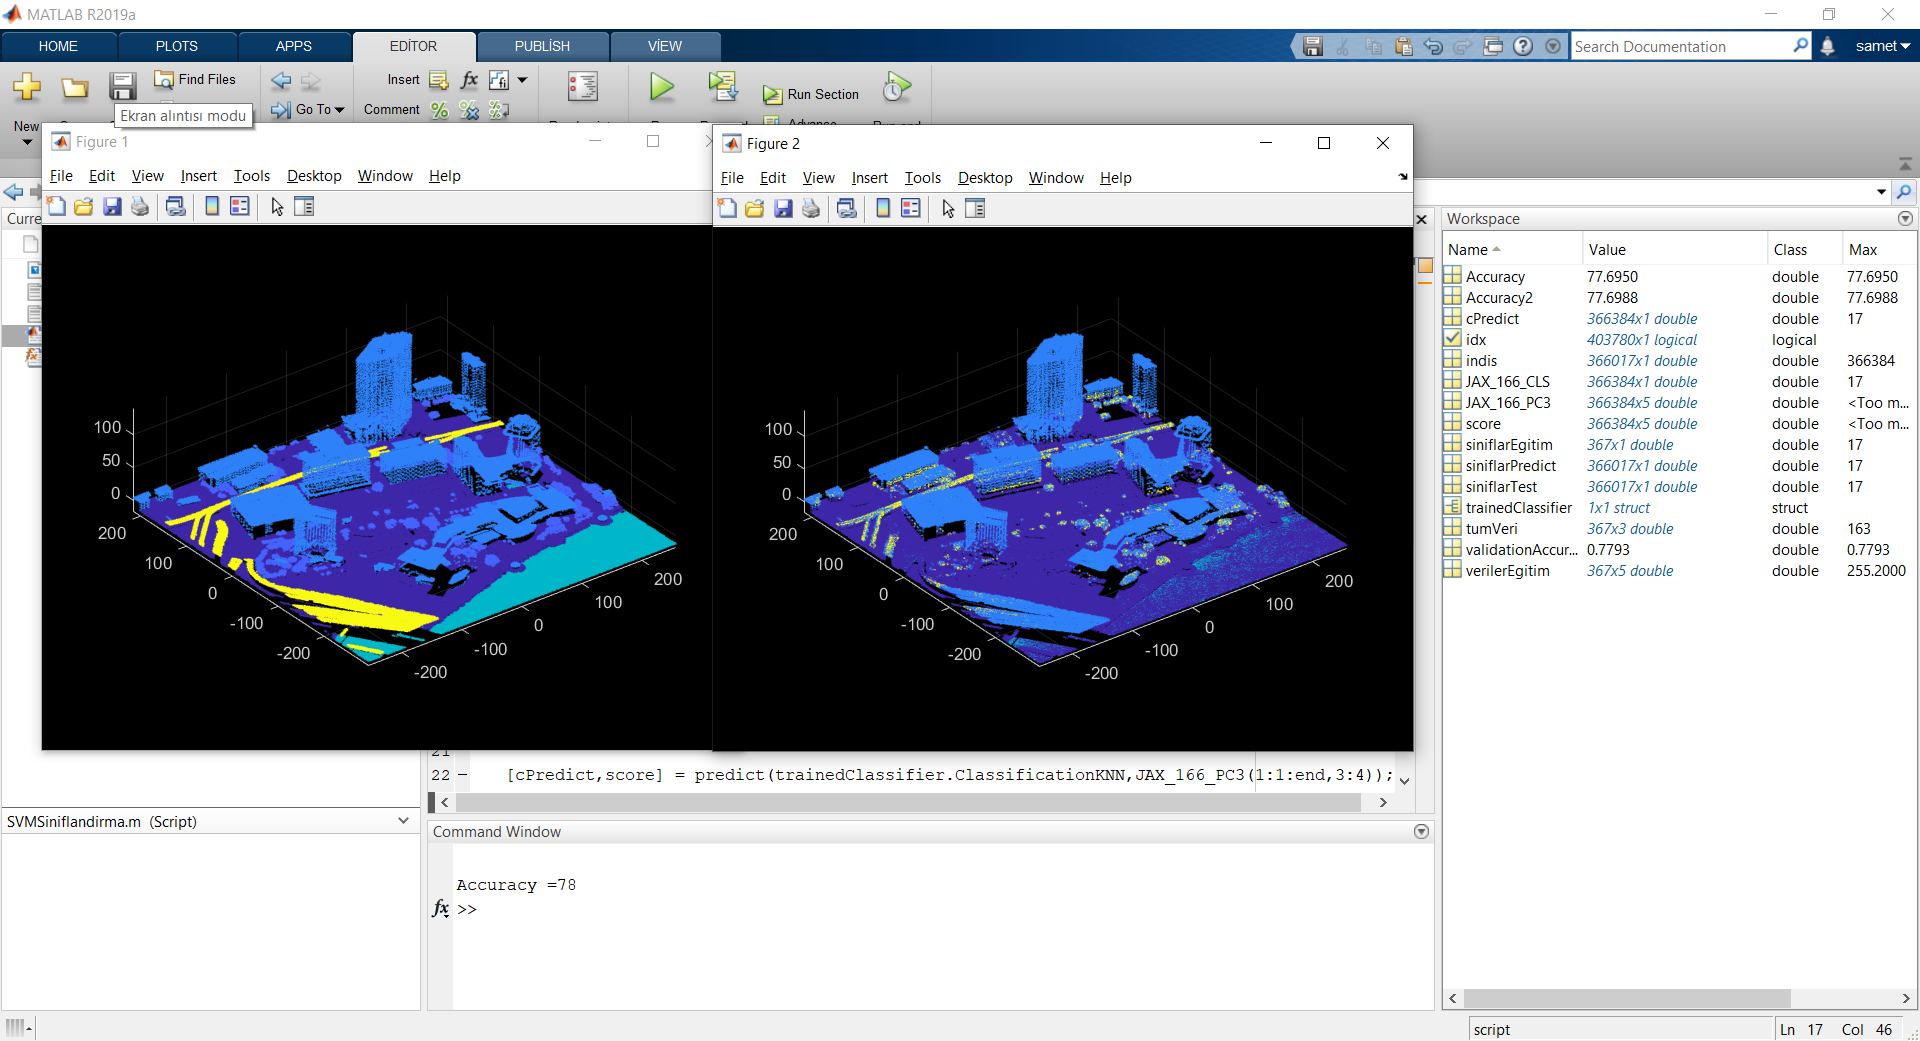 MATLAB R2019a
HOME PLOTS APPS EDİTOR PUBLİSH VİEW
Search Documentation
samet
Find Files
Insert
fx
fi
Run Section
New
Go To
Comment
Advance
Ekran alıntısı modu
Figure 1
File Edit View Insert Tools Desktop Window Help
100
50
0
200
100
0
-100
-200
-200
-100
0
100
200
Figure 2
File Edit View Insert Tools Desktop Window Help
100
50
0
200
100
0
-100
-200
-200
-100
0
100
200
Curre
Workspace
Name Value Class Max
Accuracy 77.6950 double 77.6950
Accuracy2 77.6988 double 77.6988
cPredict 366384x1 double double 17
idx 403780x1 logical logical
indis 366017x1 double double 366384
JAX_166_CLS 366384x1 double double 17
JAX_166_PC3 366384x5 double double <Too m...
score 366384x5 double double <Too m...
siniflarEgitim 367x1 double double 17
siniflarPredict 366017x1 double double 17
siniflarTest 366017x1 double double 17
trainedClassifier 1x1 struct struct
tumVeri 367x3 double double 163
validationAccur... 0.7793 double 0.7793
verilerEgitim 367x5 double double 255.2000
21
22 - [cPredict,score] = predict(trainedClassifier.ClassificationKNN,JAX_166_PC3(1:1:end,3:4));
SVMSiniflandirma.m (Script)
Command Window
Accuracy =78
fx >>
script
Ln 17 Col 46